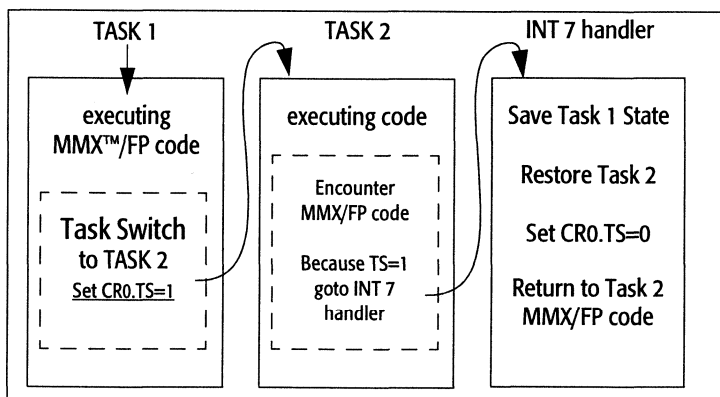 TASK 1
TASK 2
INT 7 handler
executing
MMX™/FP code
Task Switch
to TASK 2
Set CR0.TS=1
executing code
Encounter
MMX/FP code
Because TS=1
goto INT 7
handler
Save Task 1 State
Restore Task 2
Set CR0.TS=0
Return to Task 2
MMX/FP code